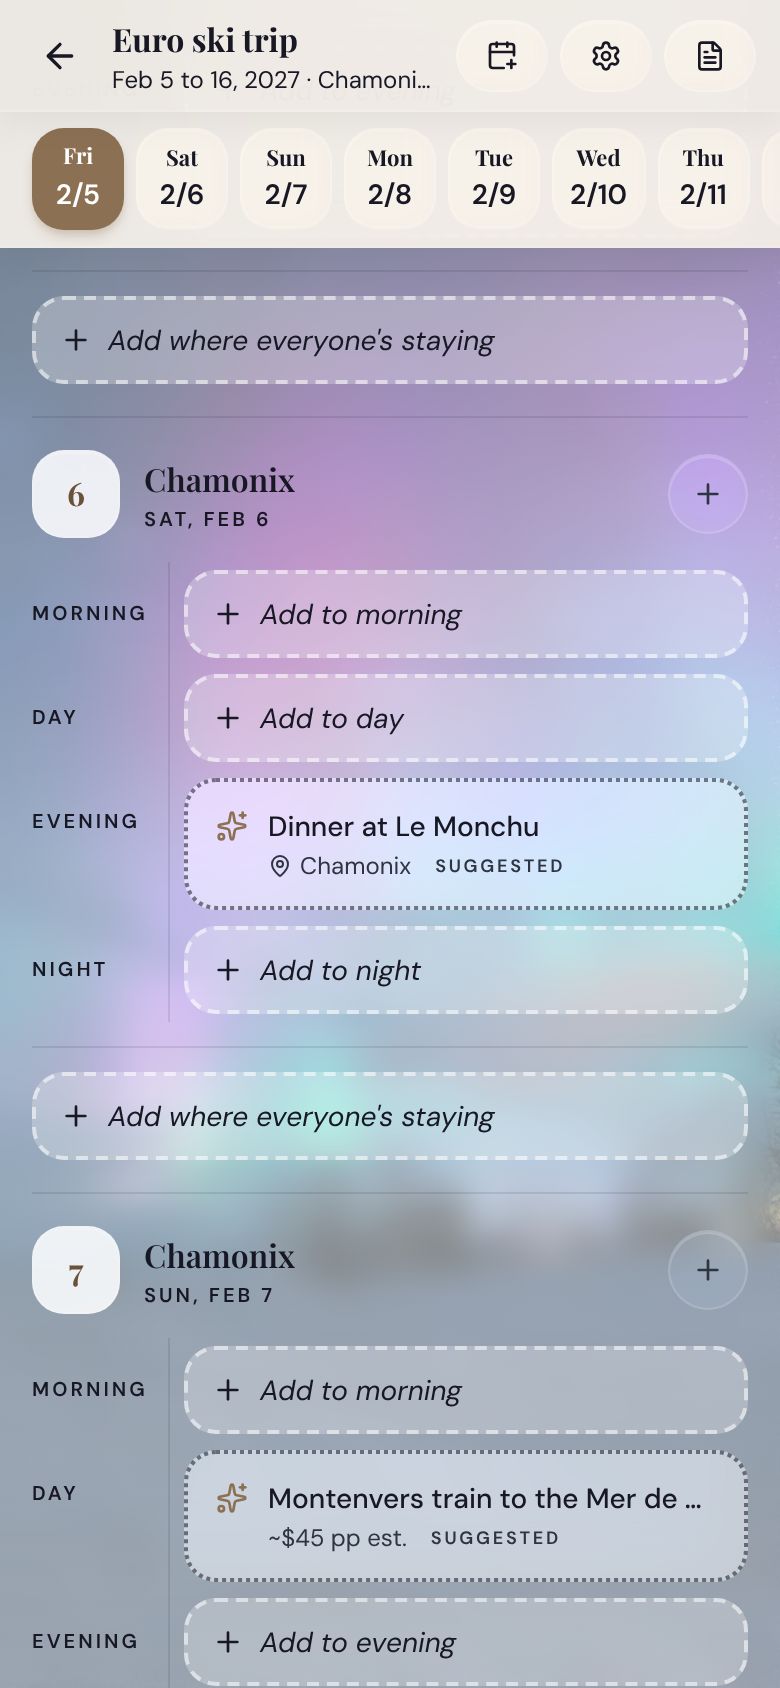 Euro ski trip
Feb 5 to 16, 2027 · Chamoni...
Fri
2/5
Sat
2/6
Sun
2/7
Mon
2/8
Tue
2/9
Wed
2/10
Thu
2/11
Add where everyone's staying
6
Chamonix
SAT, FEB 6
MORNING
Add to morning
DAY
Add to day
EVENING
Dinner at Le Monchu
Chamonix SUGGESTED
NIGHT
Add to night
Add where everyone's staying
7
Chamonix
SUN, FEB 7
MORNING
Add to morning
DAY
Montenvers train to the Mer de ...
~$45 pp est. SUGGESTED
EVENING
Add to evening